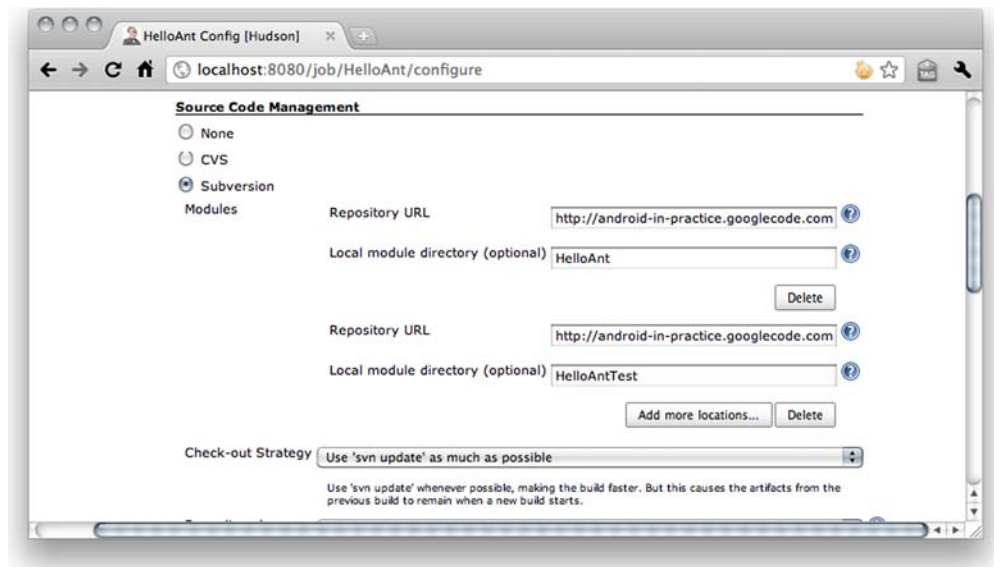 HelloAnt Config [Hudson]
localhost:8080/job/HelloAnt/configure
TAG
Source Code Management
None
CVS
Subversion
Modules
Repository URL
http://android-in-practice.googlecode.com
Local module directory (optional)
HelloAnt
Delete
Repository URL
http://android-in-practice.googlecode.com
Local module directory (optional)
HelloAntTest
Add more locations... Delete
Check-out Strategy
Use 'svn update' as much as possible
Use 'svn update' whenever possible, making the build faster. But this causes the artifacts from the
previous build to remain when a new build starts.